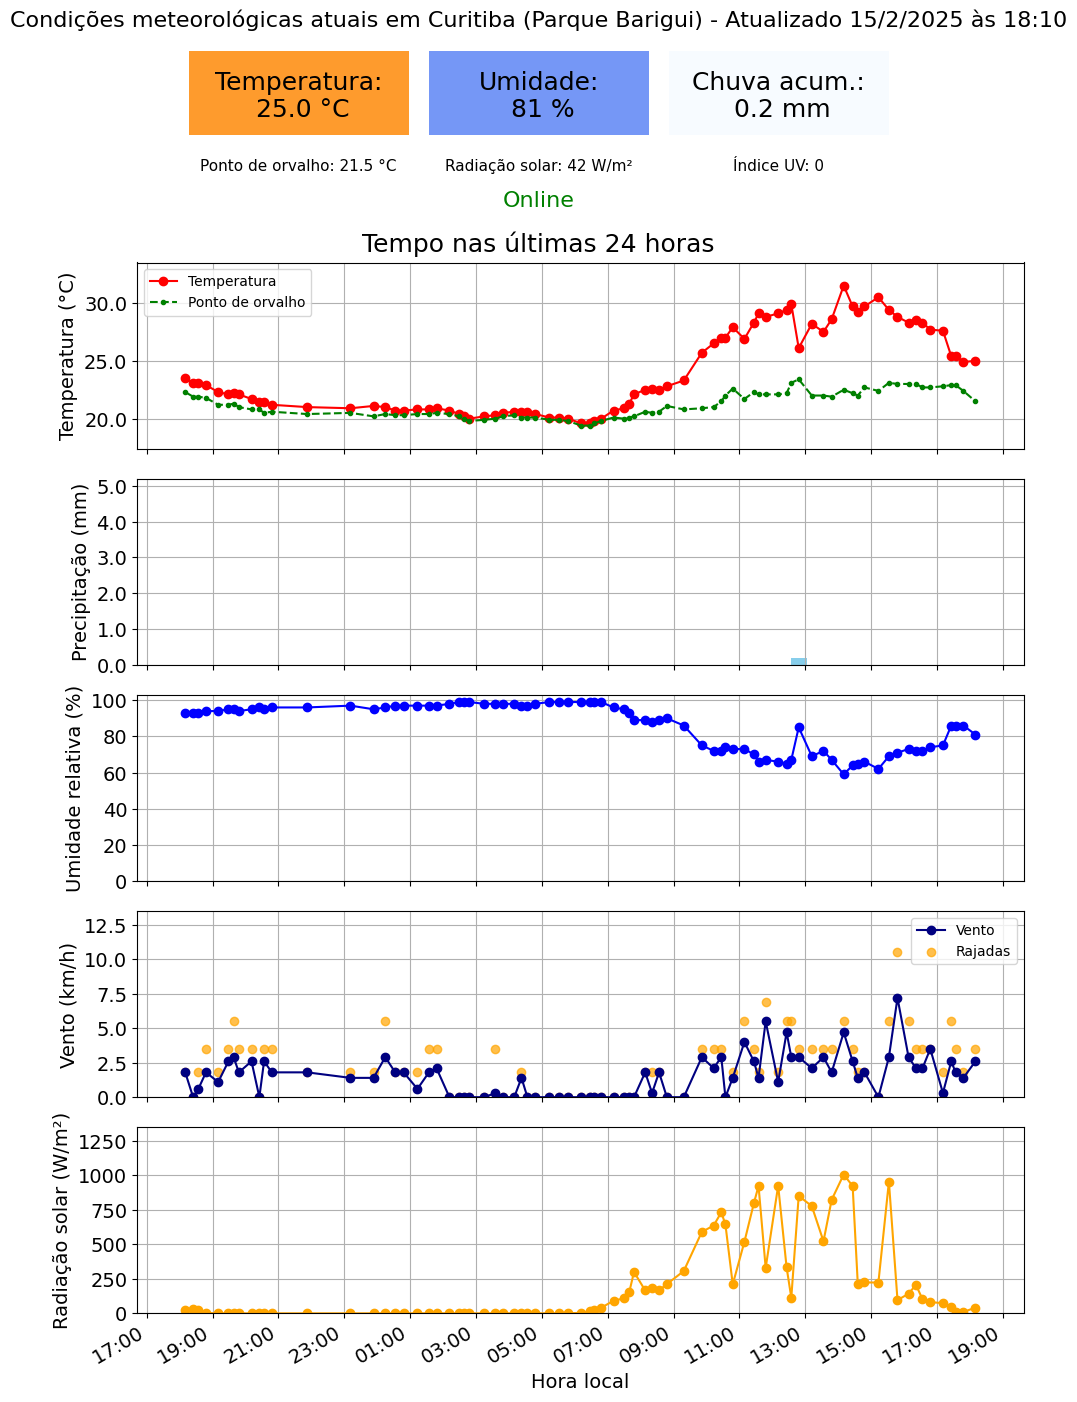 Condições meteorológicas atuais em Curitiba (Parque Barigui) - Atualizado 15/2/2025 às 18:10
Temperatura:
25.0 °C
Umidade:
81 %
Chuva acum.:
0.2 mm
Ponto de orvalho: 21.5 °C
Radiação solar: 42 W/m²
Índice UV: 0
Online
Tempo nas últimas 24 horas
Temperatura (°C)
30.0
25.0
20.0
Temperatura
Ponto de orvalho
Precipitação (mm)
5.0
4.0
3.0
2.0
1.0
0.0
Umidade relativa (%)
100
80
60
40
20
0
Vento (km/h)
12.5
10.0
7.5
5.0
2.5
0.0
Vento
Rajadas
Radiação solar (W/m²)
1250
1000
750
500
250
0
17:00
19:00
21:00
23:00
01:00
03:00
05:00
07:00
09:00
11:00
13:00
15:00
17:00
19:00
Hora local